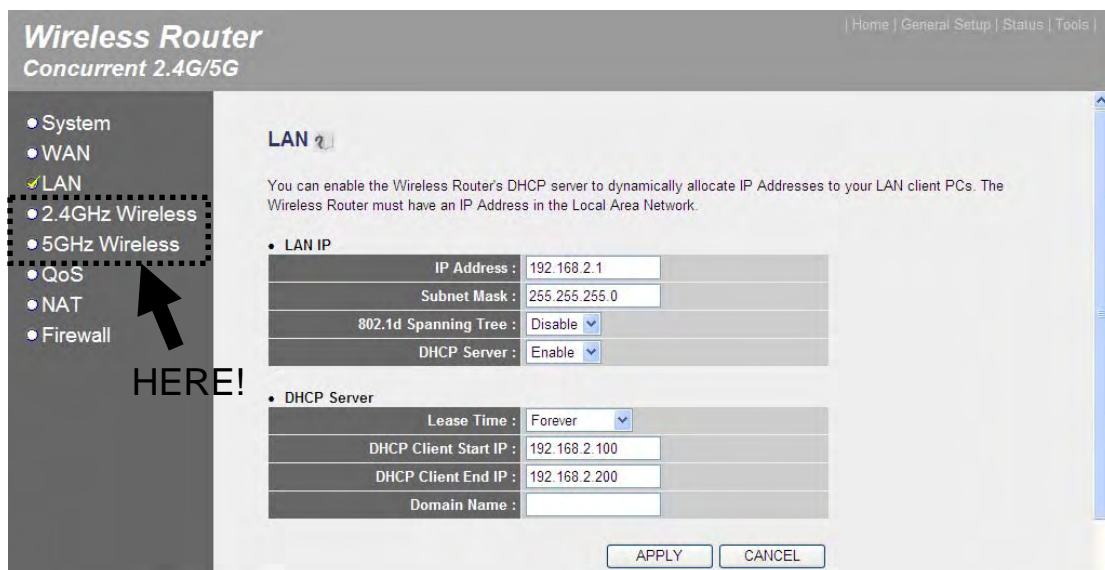 Wireless Router
Concurrent 2.4G/5G
| Home | General Setup | Status | Tools |
System
WAN
LAN
2.4GHz Wireless
5GHz Wireless
QoS
NAT
Firewall
HERE!
LAN
You can enable the Wireless Router's DHCP server to dynamically allocate IP Addresses to your LAN client PCs. The
Wireless Router must have an IP Address in the Local Area Network.
• LAN IP
IP Address : 192.168.2.1
Subnet Mask : 255.255.255.0
802.1d Spanning Tree : Disable
DHCP Server : Enable
• DHCP Server
Lease Time : Forever
DHCP Client Start IP : 192.168.2.100
DHCP Client End IP : 192.168.2.200
Domain Name :
APPLY CANCEL